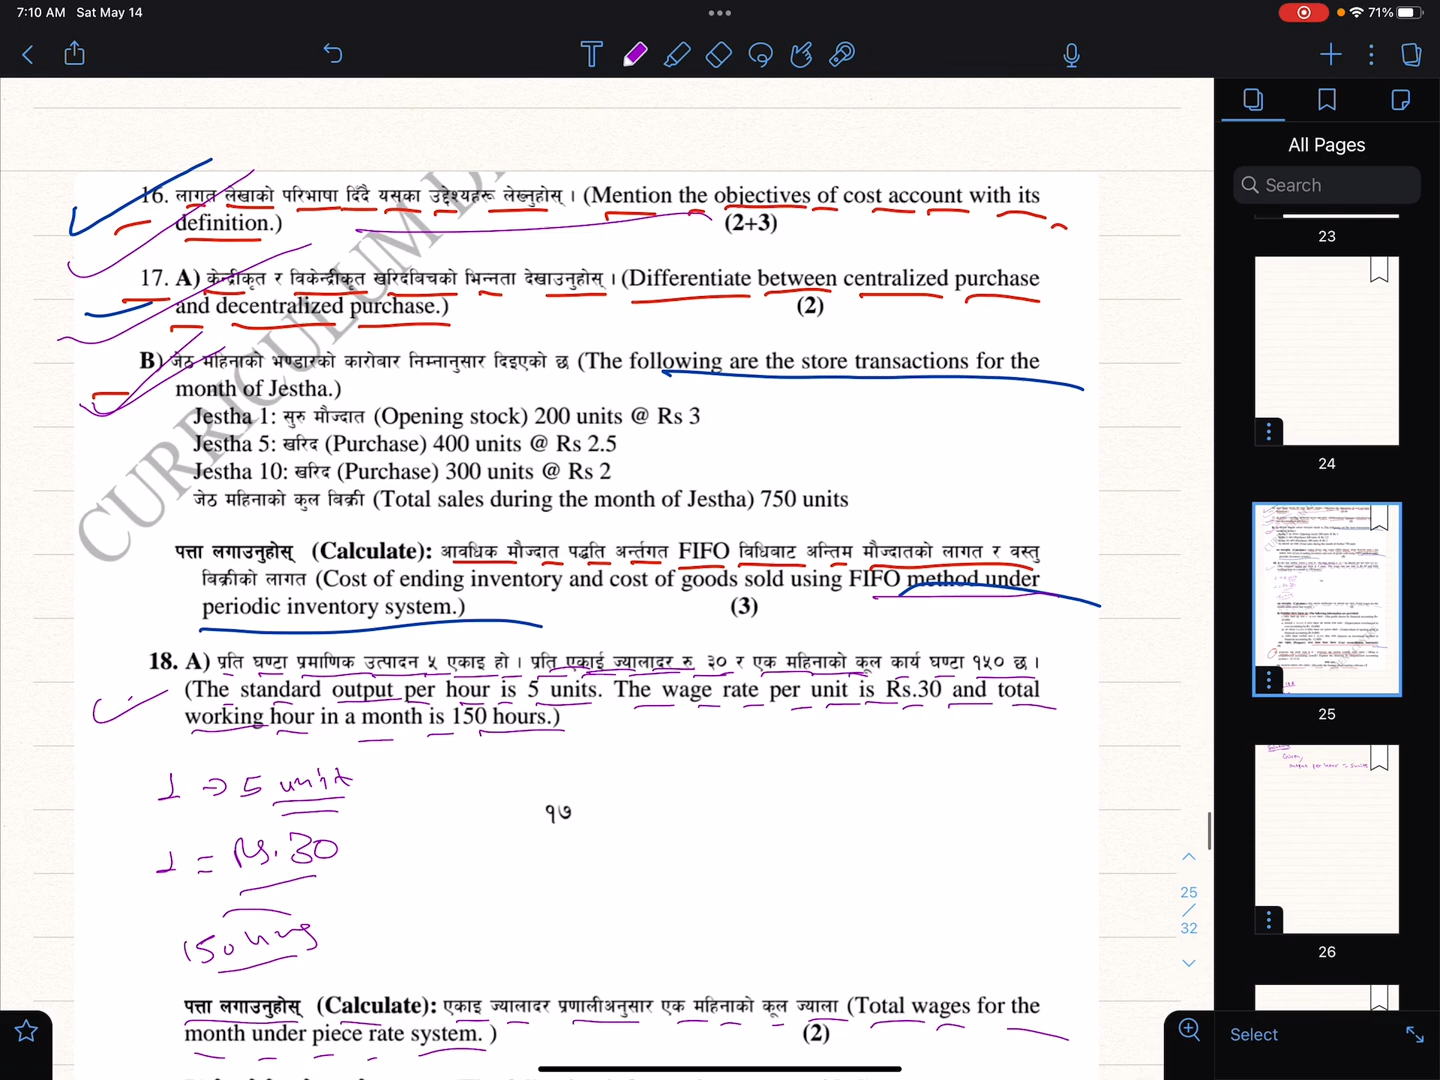 7:10 AM Sat May 14
71%
16. लागत लेखाको परिभाषा दिँदै यसका उद्देश्यहरू लेख्नुहोस् । (Mention the objectives of cost account with its
definition.) (2+3)
17. A) केन्द्रीकृत र विकेन्द्रीकृत खरिदबिचको भिन्नता देखाउनुहोस् । (Differentiate between centralized purchase
and decentralized purchase.) (2)
B) जेठ महिनाको भण्डारको कारोबार निम्नानुसार दिइएको छ (The following are the store transactions for the
month of Jestha.)
Jestha 1: सुरु मौज्दात (Opening stock) 200 units @ Rs 3
Jestha 5: खरिद (Purchase) 400 units @ Rs 2.5
Jestha 10: खरिद (Purchase) 300 units @ Rs 2
जेठ महिनाको कुल बिक्री (Total sales during the month of Jestha) 750 units
पत्ता लगाउनुहोस् (Calculate): आवधिक मौज्दात पद्धति अर्न्तगत FIFO विधिबाट अन्तिम मौज्दातको लागत र वस्तु
बिक्रीको लागत (Cost of ending inventory and cost of goods sold using FIFO method under
periodic inventory system.) (3)
18. A) प्रति घण्टा प्रमाणिक उत्पादन ५ एकाइ हो । प्रति एकाई ज्यालादर रु ३० र एक महिनाको कूल कार्य घण्टा १५० छ ।
(The standard output per hour is 5 units. The wage rate per unit is Rs.30 and total
working hour in a month is 150 hours.)
1 → 5 unit
१७
1 = Rs. 30
150 hrs
पत्ता लगाउनुहोस् (Calculate): एकाइ ज्यालादर प्रणालीअनुसार एक महिनाको कूल ज्याला (Total wages for the
month under piece rate system. ) (2)
CURRICULUM D
All Pages
Search
23
24
25
26
25
/
32
Select